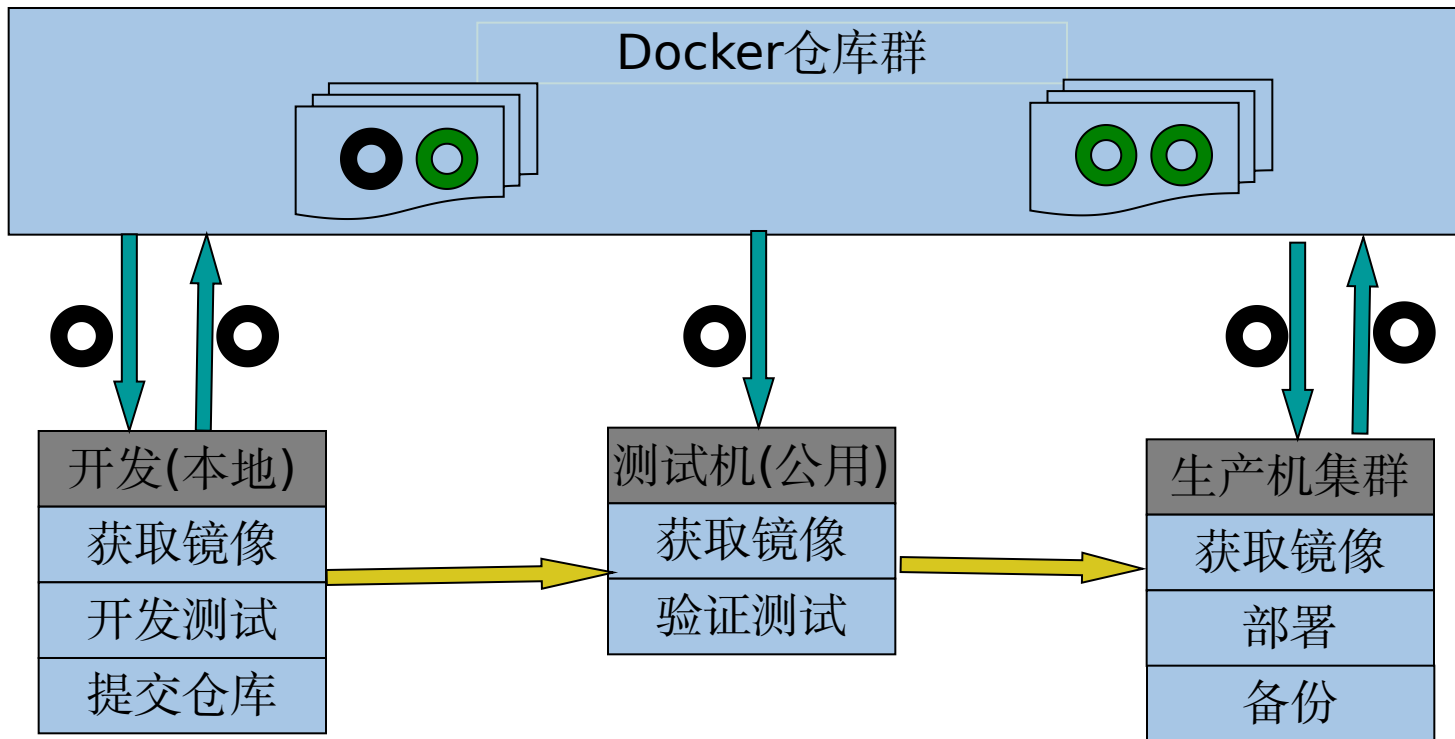 Docker仓库群
开发(本地)
获取镜像
开发测试
提交仓库
测试机(公用)
获取镜像
验证测试
生产机集群
获取镜像
部署
备份